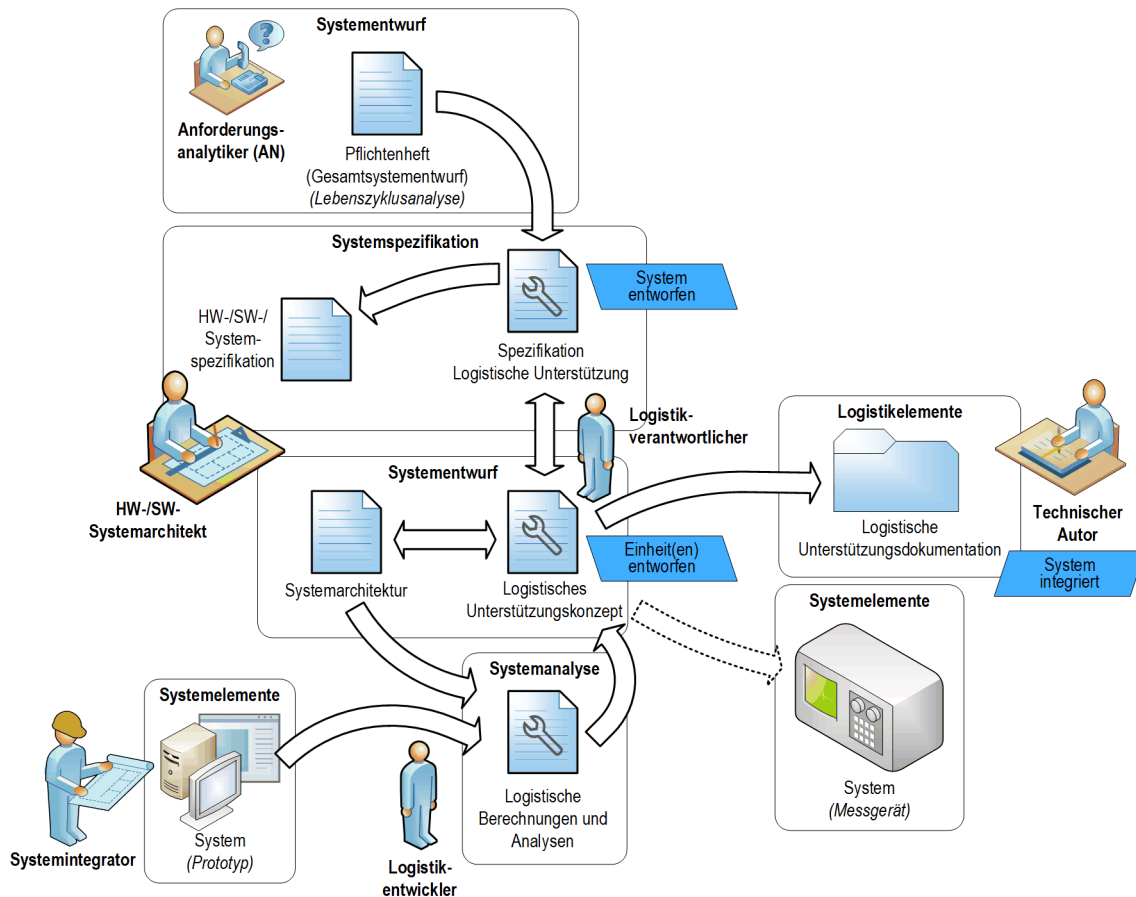 Systementwurf
Anforderungs-
analytiker (AN)
Pflichtenheft
(Gesamtsystementwurf)
(Lebenszyklusanalyse)
Systemspezifikation
HW-/SW-/
System-
spezifikation
Spezifikation
Logistische Unterstützung
System
entworfen
HW-/SW-
Systemarchitekt
Logistik-
verantwortlicher
Systementwurf
Systemarchitektur
Logistisches
Unterstützungskonzept
Einheit(en)
entworfen
Logistikelemente
Logistische
Unterstützungsdokumentation
Technischer
Autor
System
integriert
Systemelemente
System
(Messgerät)
Systemanalyse
Logistische
Berechnungen und
Analysen
Systemelemente
System
(Prototyp)
Systemintegrator
Logistik-
entwickler